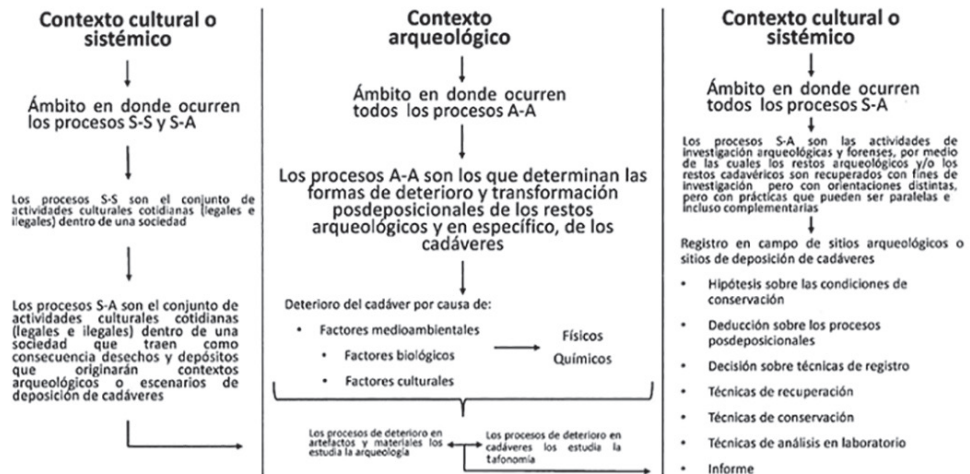 Contexto cultural o
sistémico
Ámbito en donde ocurren
los procesos S-S y S-A
Los procesos S-S son el conjunto de
actividades culturales cotidianas (legales e
ilegales) dentro de una sociedad
Los procesos S-A son el conjunto de
actividades culturales cotidianas
(legales e ilegales) dentro de una
sociedad que traen como
consecuencia desechos y depósitos
que originarán contextos
arqueológicos o escenarios de
deposición de cadáveres
Contexto
arqueológico
Ámbito en donde ocurren
todos los procesos A-A
Los procesos A-A son los que determinan las
formas de deterioro y transformación
posdeposicionales de los restos
arqueológicos y en específico, de los
cadáveres
Deterioro del cadáver por causa de:
• Factores medioambientales
• Factores biológicos
• Factores culturales
Físicos
Químicos
Los procesos de deterioro en
artefactos y materiales los
estudia la arqueología
Los procesos de deterioro en
cadáveres los estudia la
tafonomía
Contexto cultural o
sistémico
Ámbito en donde ocurren
todos los procesos S-A
Los procesos S-A son las actividades de
investigación arqueológicas y forenses, por medio
de las cuales los restos arqueológicos y/o los
restos cadavéricos son recuperados con fines de
investigación pero con orientaciones distintas,
pero con prácticas que pueden ser paralelas e
incluso complementarias
Registro en campo de sitios arqueológicos o
sitios de deposición de cadáveres
• Hipótesis sobre las condiciones de
conservación
• Deducción sobre los procesos
posdeposicionales
• Decisión sobre técnicas de registro
• Técnicas de recuperación
• Técnicas de conservación
• Técnicas de análisis en laboratorio
• Informe